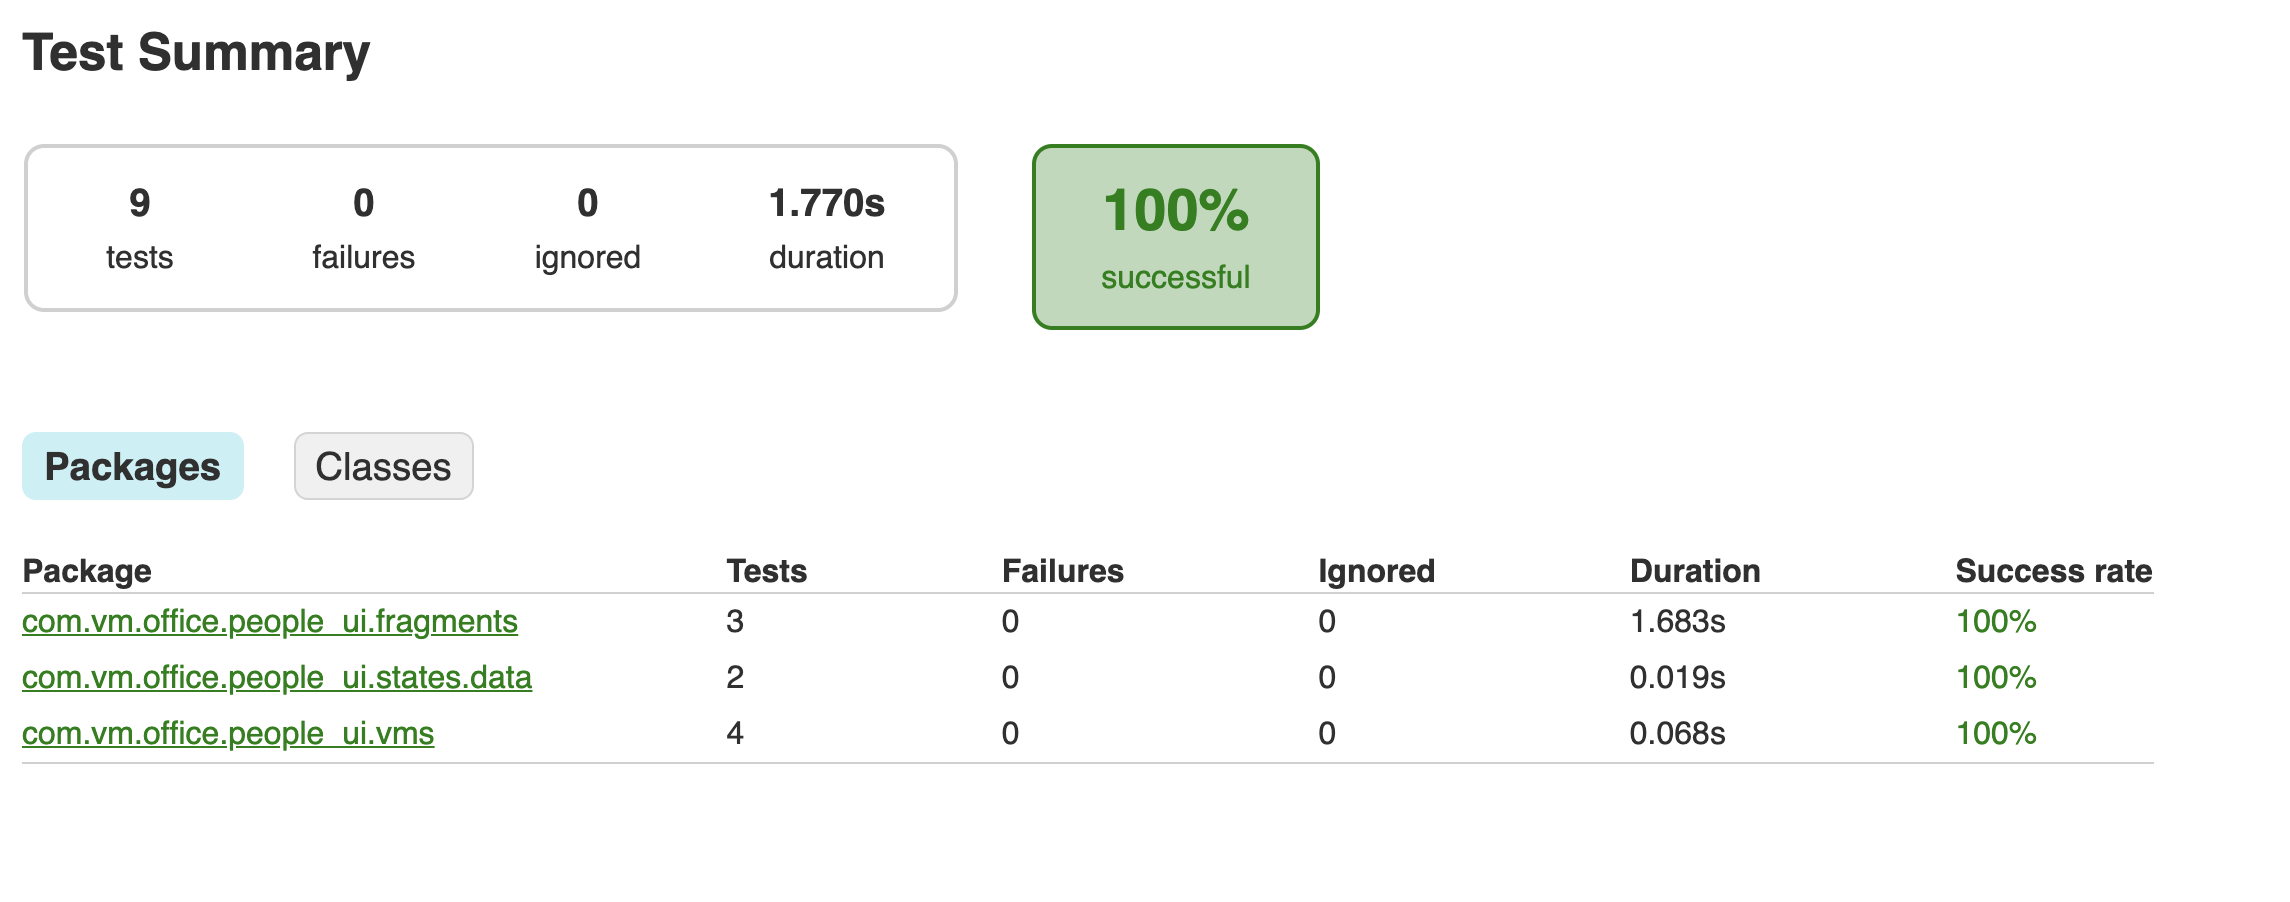 Test Summary
9 0 0 1.770s
tests failures ignored duration
100%
successful
Packages Classes
Package Tests Failures Ignored Duration Success rate
com.vm.office.people_ui.fragments 3 0 0 1.683s 100%
com.vm.office.people_ui.states.data 2 0 0 0.019s 100%
com.vm.office.people_ui.vms 4 0 0 0.068s 100%